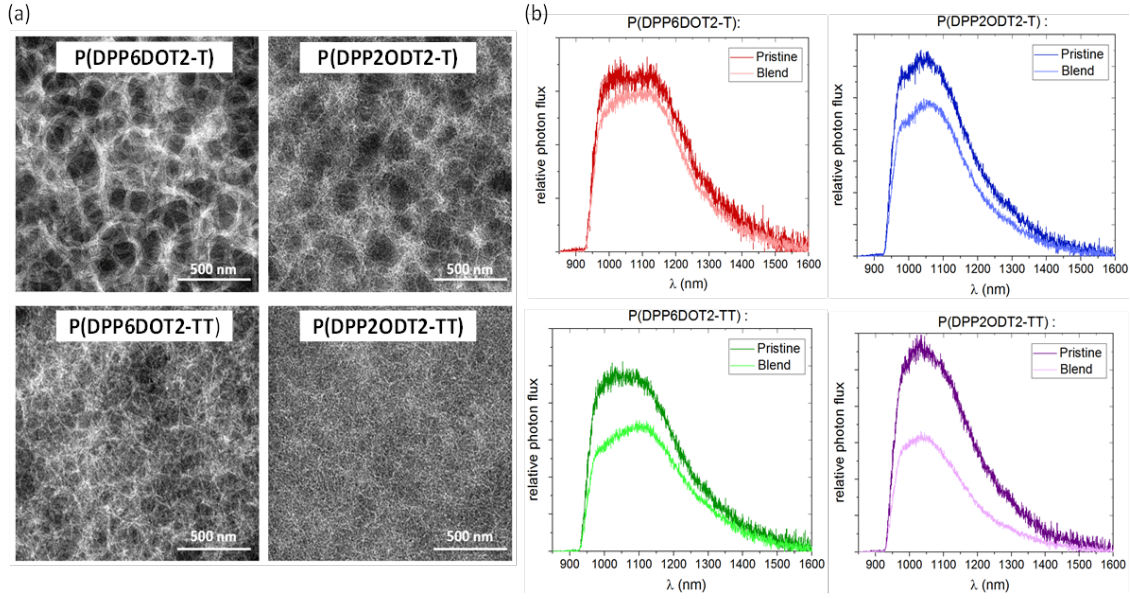 (a)
P(DPP6DOT2-T)
P(DPP2ODT2-T)
500 nm
500 nm
P(DPP6DOT2-TT)
P(DPP2ODT2-TT)
500 nm
500 nm
(b)
P(DPP6DOT2-T):
Pristine
Blend
relative photon flux
900 1000 1100 1200 1300 1400 1500 1600
λ (nm)
P(DPP2ODT2-T) :
Pristine
Blend
relative photon flux
900 1000 1100 1200 1300 1400 1500 1600
λ (nm)
P(DPP6DOT2-TT) :
Pristine
Blend
relative photon flux
900 1000 1100 1200 1300 1400 1500 1600
λ (nm)
P(DPP2ODT2-TT) :
Pristine
Blend
relative photon flux
900 1000 1100 1200 1300 1400 1500 1600
λ (nm)